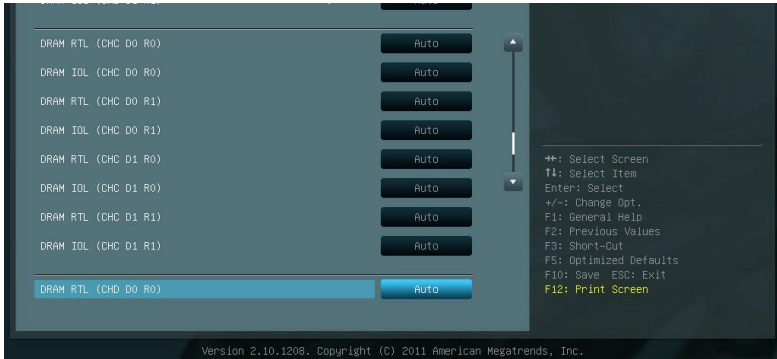 DRAM RTL (CHC D0 R0) Auto
DRAM IOL (CHC D0 R0) Auto
DRAM RTL (CHC D0 R1) Auto
DRAM IOL (CHC D0 R1) Auto
DRAM RTL (CHC D1 R0) Auto
DRAM IOL (CHC D1 R0) Auto
DRAM RTL (CHC D1 R1) Auto
DRAM IOL (CHC D1 R1) Auto
DRAM RTL (CHD D0 R0) Auto
→←: Select Screen
↑↓: Select Item
Enter: Select
+/-: Change Opt.
F1: General Help
F2: Previous Values
F3: Short-Cut
F5: Optimized Defaults
F10: Save ESC: Exit
F12: Print Screen
Version 2.10.1208. Copyright (C) 2011 American Megatrends, Inc.